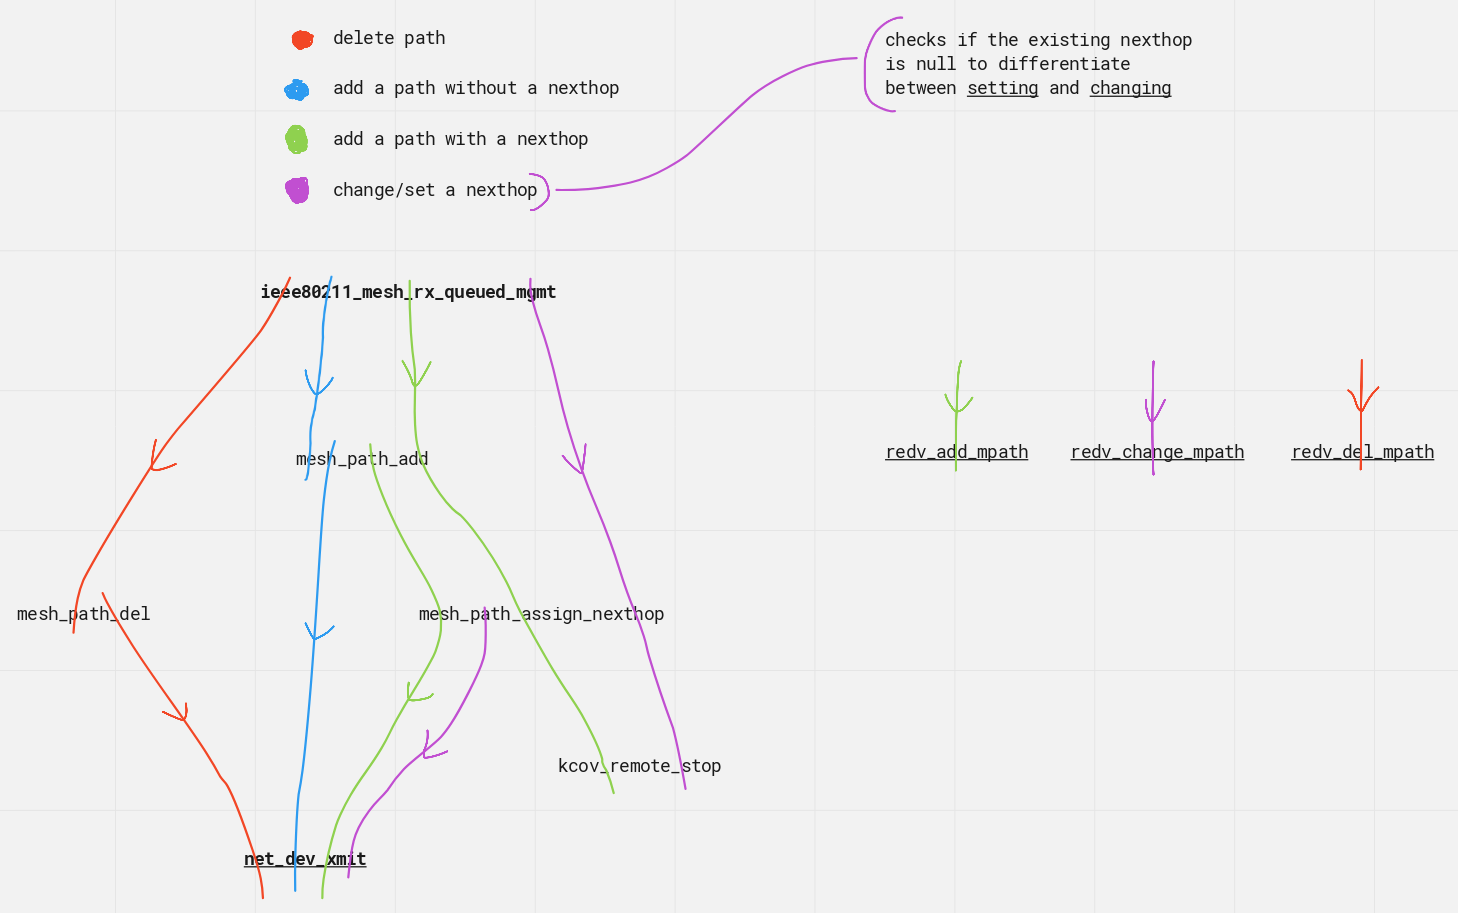 delete path
add a path without a nexthop
add a path with a nexthop
change/set a nexthop
checks if the existing nexthop
is null to differentiate
between setting and changing
ieee80211_mesh_rx_queued_mgmt
mesh_path_add
redv_add_mpath
redv_change_mpath
redv_del_mpath
mesh_path_del
mesh_path_assign_nexthop
kcov_remote_stop
net_dev_xmit